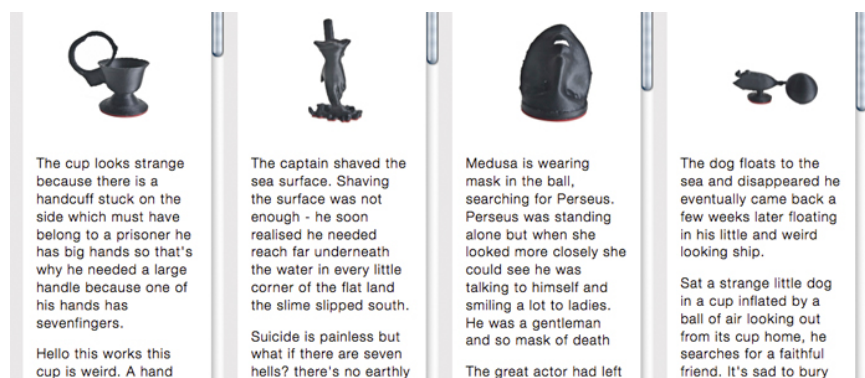 The cup looks strange
because there is a
handcuff stuck on the
side which must have
belong to a prisoner he
has big hands so that's
why he needed a large
handle because one of
his hands has
sevenfingers.
Hello this works this
cup is weird. A hand
The captain shaved the
sea surface. Shaving
the surface was not
enough - he soon
realised he needed
reach far underneath
the water in every little
corner of the flat land
the slime slipped south.
Suicide is painless but
what if there are seven
hells? there's no earthly
Medusa is wearing
mask in the ball,
searching for Perseus.
Perseus was standing
alone but when she
looked more closely she
could see he was
talking to himself and
smiling a lot to ladies.
He was a gentleman
and so mask of death
The great actor had left
The dog floats to the
sea and disappeared he
eventually came back a
few weeks later floating
in his little and weird
looking ship.
Sat a strange little dog
in a cup inflated by a
ball of air looking out
from its cup home, he
searches for a faithful
friend. It's sad to bury